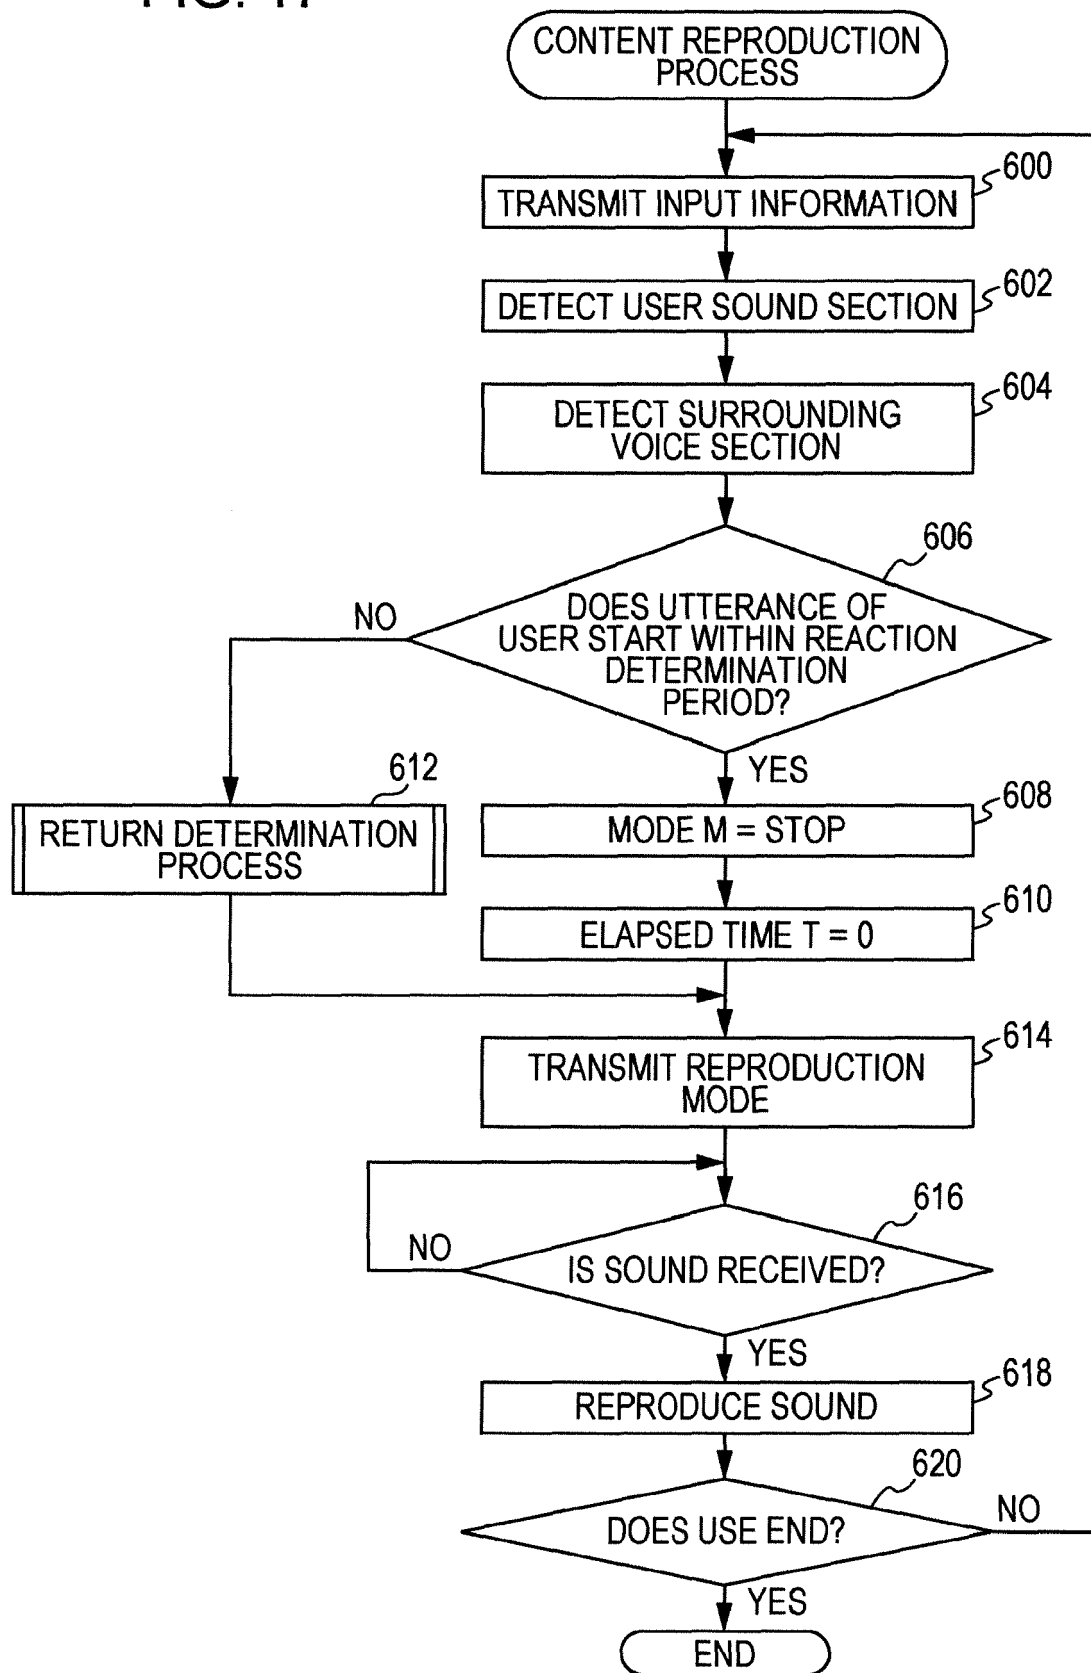 CONTENT REPRODUCTION
PROCESS
600
TRANSMIT INPUT INFORMATION
602
DETECT USER SOUND SECTION
604
DETECT SURROUNDING
VOICE SECTION
606
NO
DOES UTTERANCE OF
USER START WITHIN REACTION
DETERMINATION
PERIOD?
YES
612
RETURN DETERMINATION
PROCESS
608
MODE M = STOP
610
ELAPSED TIME T = 0
614
TRANSMIT REPRODUCTION
MODE
616
NO
IS SOUND RECEIVED?
YES
618
REPRODUCE SOUND
620
NO
DOES USE END?
YES
END